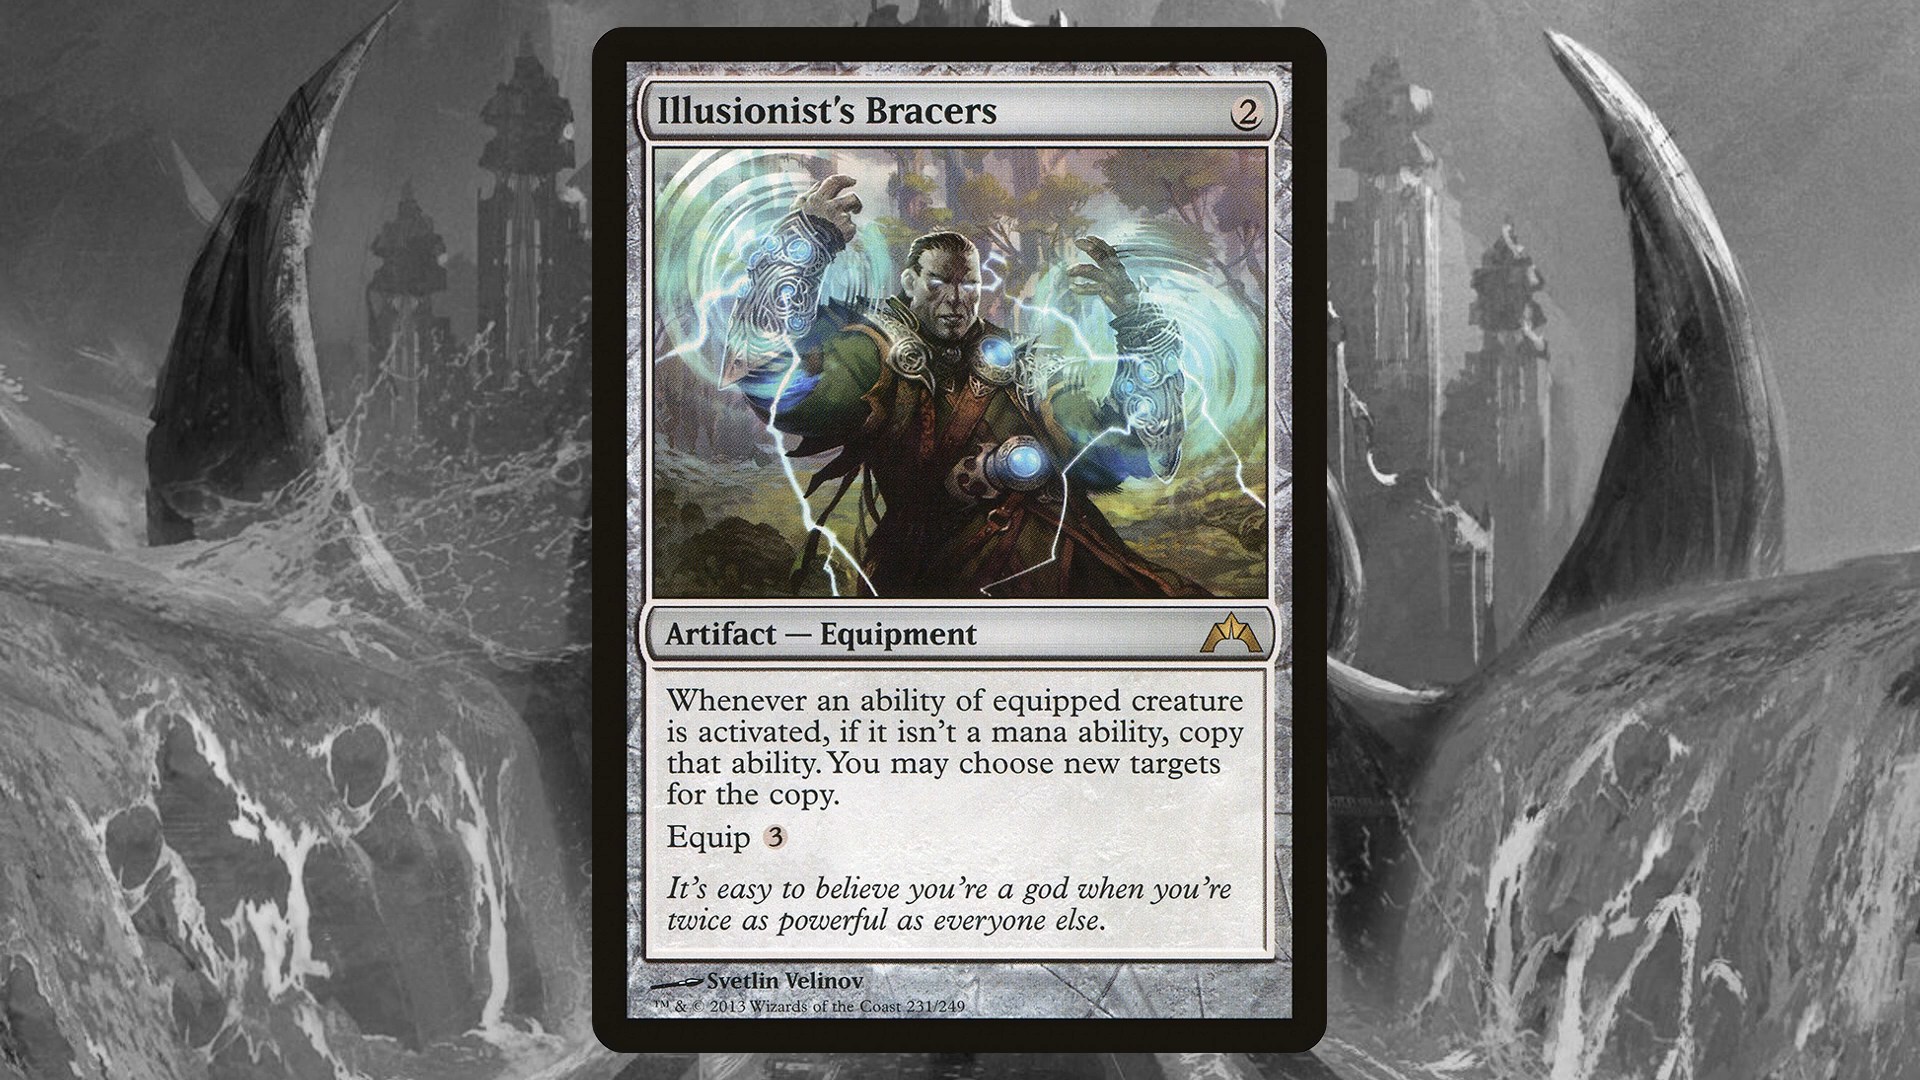 Illusionist's Bracers 2
Artifact — Equipment
Whenever an ability of equipped creature
is activated, if it isn't a mana ability, copy
that ability. You may choose new targets
for the copy.
Equip 3
It's easy to believe you're a god when you're
twice as powerful as everyone else.
Svetlin Velinov
™ & © 2013 Wizards of the Coast 231/249